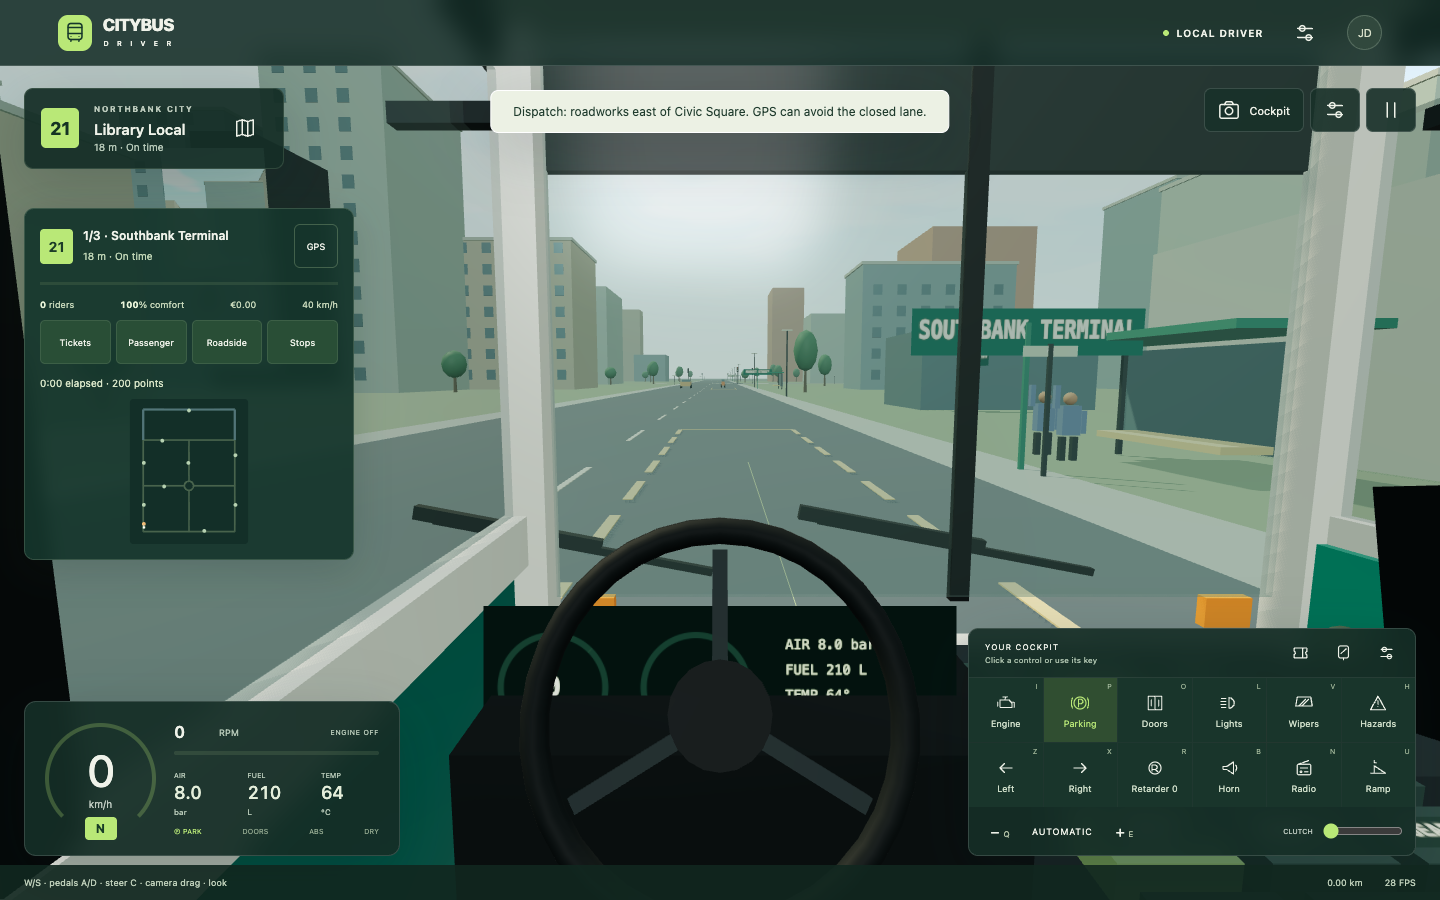 CITYBUS
DRIVER
LOCAL DRIVER
JD
21
NORTHBANK CITY
Library Local
18 m · On time
Dispatch: roadworks east of Civic Square. GPS can avoid the closed lane.
Cockpit
21
1/3 · Southbank Terminal
18 m · On time
GPS
0 riders
100% comfort
€0.00
40 km/h
Tickets
Passenger
Roadside
Stops
0:00 elapsed · 200 points
SOUTHBANK TERMINAL
AIR 8.0 bar
FUEL 210 L
TEMP 64°
0
km/h
N
0 RPM
ENGINE OFF
AIR
8.0
bar
FUEL
210
L
TEMP
64
°C
Ⓟ PARK
DOORS
ABS
DRY
YOUR COCKPIT
Click a control or use its key
I
Engine
P
Parking
O
Doors
L
Lights
V
Wipers
H
Hazards
Z
Left
X
Right
R
Retarder 0
B
Horn
N
Radio
U
Ramp
− Q
AUTOMATIC
+ E
CLUTCH
W/S · pedals A/D · steer C · camera drag · look
0.00 km
28 FPS